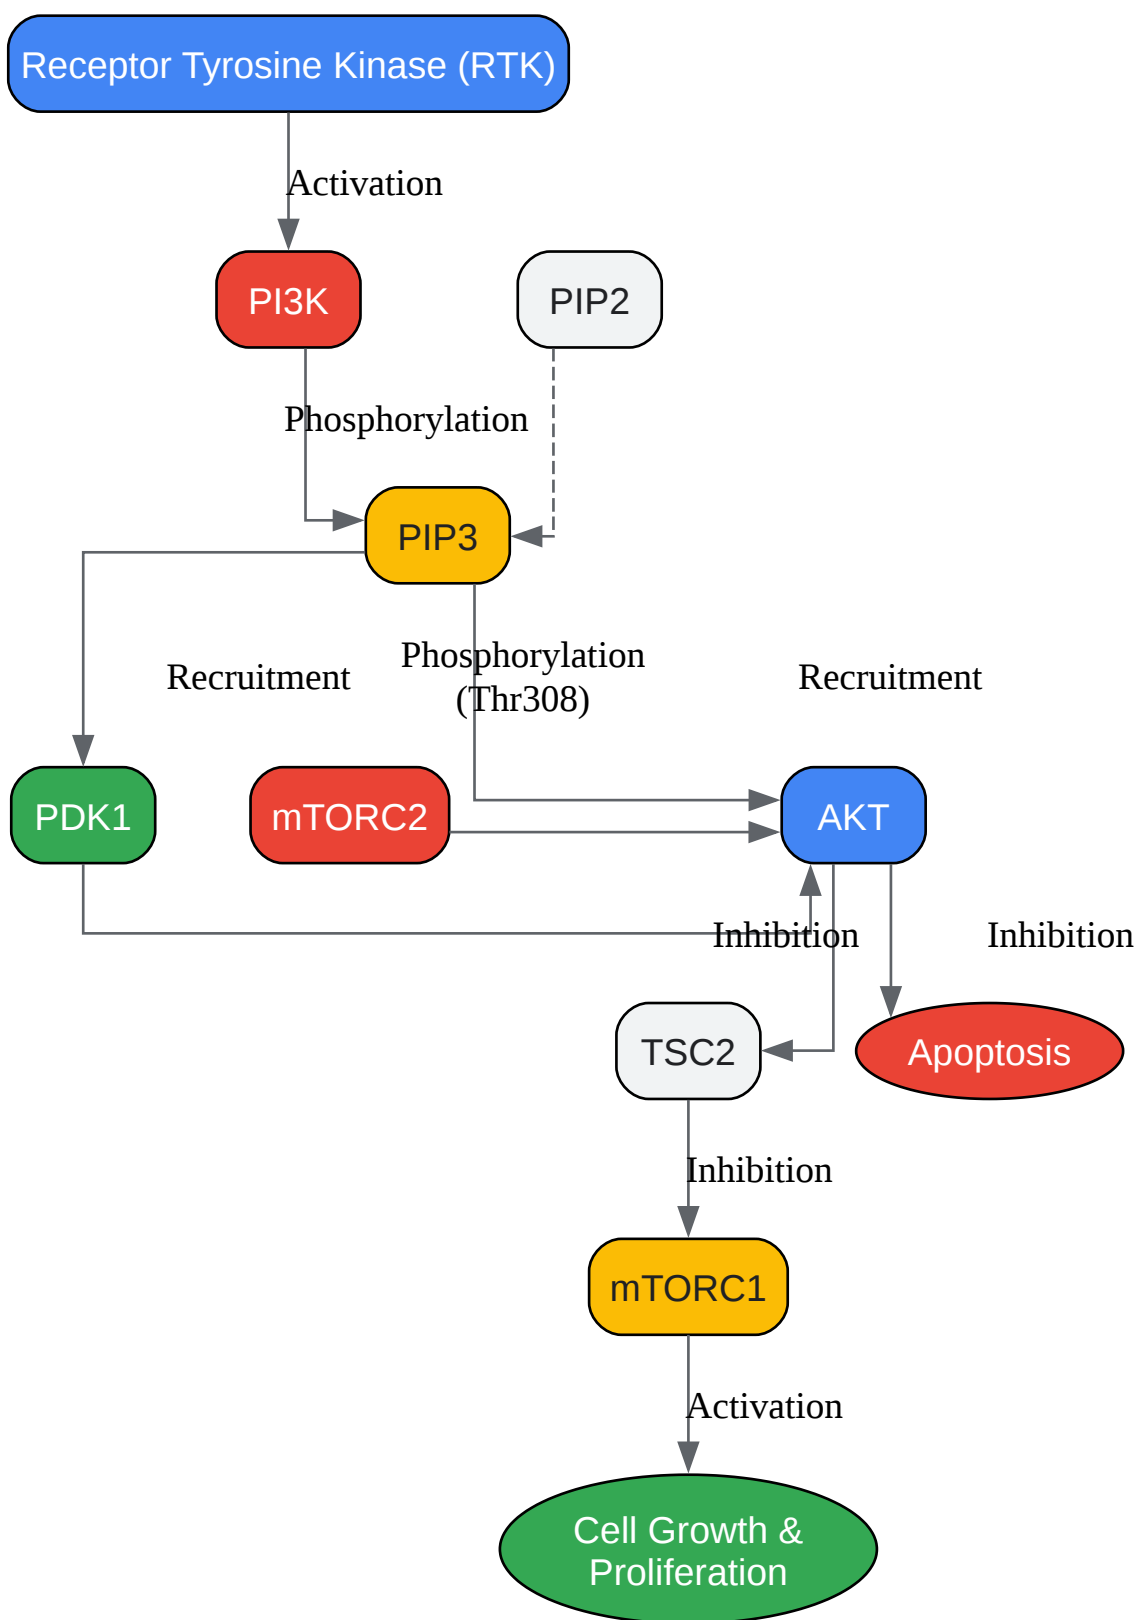 Receptor Tyrosine Kinase (RTK)
Activation
PI3K
PIP2
Phosphorylation
PIP3
Recruitment
Phosphorylation
(Thr308)
Recruitment
PDK1
mTORC2
AKT
Inhibition
Inhibition
TSC2
Apoptosis
Inhibition
mTORC1
Activation
Cell Growth &
Proliferation